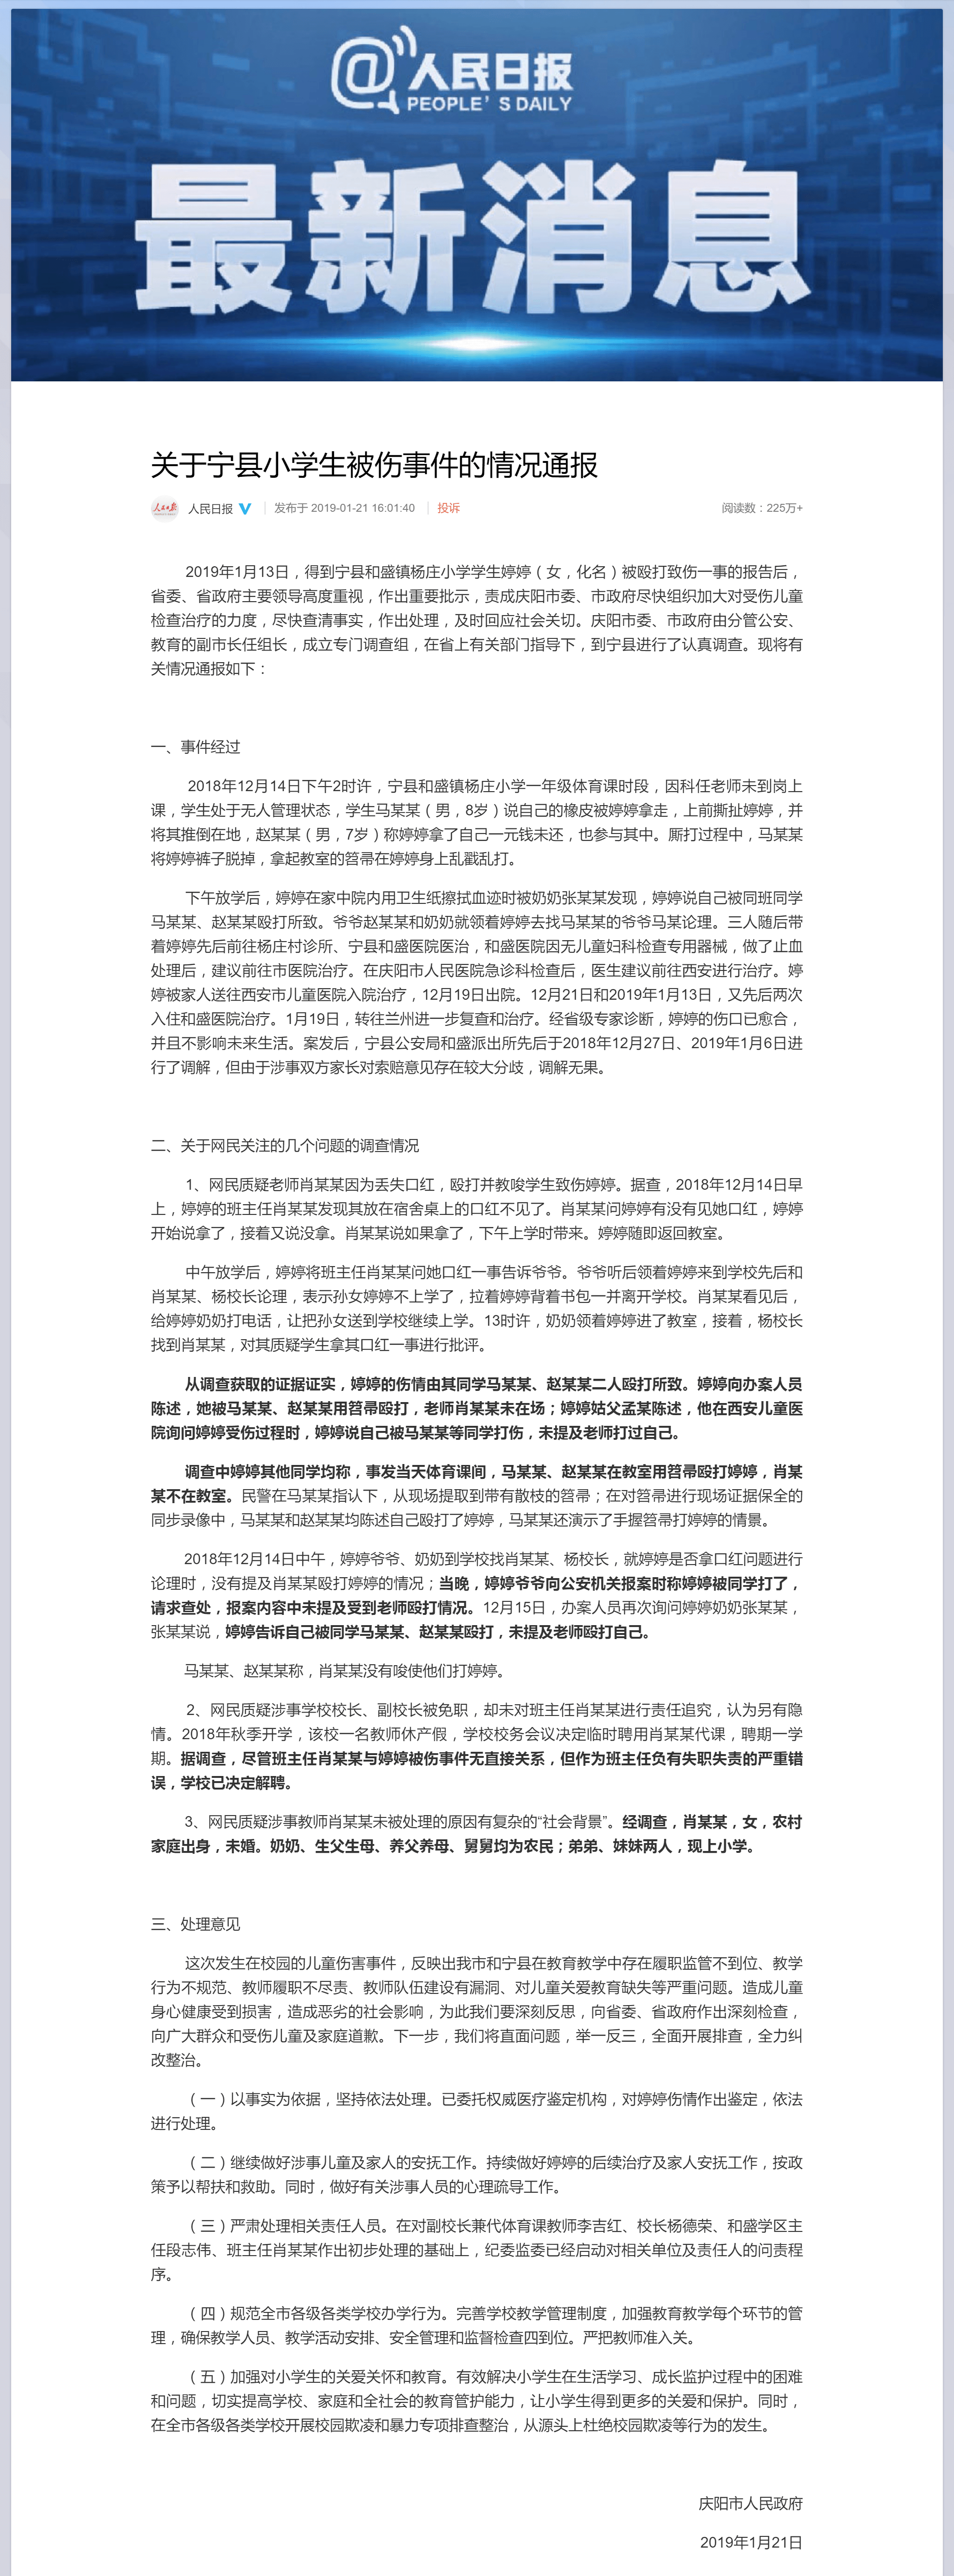 @人民日报
PEOPLE'S DAILY
最新消息
关于宁县小学生被伤事件的情况通报
人民日报
人民日报 发布于 2019-01-21 16:01:40 投诉 阅读数：225万+
2019年1月13日，得到宁县和盛镇杨庄小学学生婷婷（女，化名）被殴打致伤一事的报告后，
省委、省政府主要领导高度重视，作出重要批示，责成庆阳市委、市政府尽快组织加大对受伤儿童
检查治疗的力度，尽快查清事实，作出处理，及时回应社会关切。庆阳市委、市政府由分管公安、
教育的副市长任组长，成立专门调查组，在省上有关部门指导下，到宁县进行了认真调查。现将有
关情况通报如下：
一、事件经过
2018年12月14日下午2时许，宁县和盛镇杨庄小学一年级体育课时段，因科任老师未到岗上
课，学生处于无人管理状态，学生马某某（男，8岁）说自己的橡皮被婷婷拿走，上前撕扯婷婷，并
将其推倒在地，赵某某（男，7岁）称婷婷拿了自己一元钱未还，也参与其中。厮打过程中，马某某
将婷婷裤子脱掉，拿起教室的笤帚在婷婷身上乱戳乱打。
下午放学后，婷婷在家中院内用卫生纸擦拭血迹时被奶奶张某某发现，婷婷说自己被同班同学
马某某、赵某某殴打所致。爷爷赵某某和奶奶就领着婷婷去找马某某的爷爷马某论理。三人随后带
着婷婷先后前往杨庄村诊所、宁县和盛医院医治，和盛医院因无儿童妇科检查专用器械，做了止血
处理后，建议前往市医院治疗。在庆阳市人民医院急诊科检查后，医生建议前往西安进行治疗。婷
婷被家人送往西安市儿童医院入院治疗，12月19日出院。12月21日和2019年1月13日，又先后两次
入住和盛医院治疗。1月19日，转往兰州进一步复查和治疗。经省级专家诊断，婷婷的伤口已愈合，
并且不影响未来生活。案发后，宁县公安局和盛派出所先后于2018年12月27日、2019年1月6日进
行了调解，但由于涉事双方家长对索赔意见存在较大分歧，调解无果。
二、关于网民关注的几个问题的调查情况
1、网民质疑老师肖某某因为丢失口红，殴打并教唆学生致伤婷婷。据查，2018年12月14日早
上，婷婷的班主任肖某某发现其放在宿舍桌上的口红不见了。肖某某问婷婷有没有见她口红，婷婷
开始说拿了，接着又说没拿。肖某某说如果拿了，下午上学时带来。婷婷随即返回教室。
中午放学后，婷婷将班主任肖某某问她口红一事告诉爷爷。爷爷听后领着婷婷来到学校先后和
肖某某、杨校长论理，表示孙女婷婷不上学了，拉着婷婷背着书包一并离开学校。肖某某看见后，
给婷婷奶奶打电话，让把孙女送到学校继续上学。13时许，奶奶领着婷婷进了教室，接着，杨校长
找到肖某某，对其质疑学生拿其口红一事进行批评。
从调查获取的证据证实，婷婷的伤情由其同学马某某、赵某某二人殴打所致。婷婷向办案人员
陈述，她被马某某、赵某某用笤帚殴打，老师肖某某未在场；婷婷姑父孟某陈述，他在西安儿童医
院询问婷婷受伤过程时，婷婷说自己被马某某等同学打伤，未提及老师打过自己。
调查中婷婷其他同学均称，事发当天体育课间，马某某、赵某某在教室用笤帚殴打婷婷，肖某
某不在教室。民警在马某某指认下，从现场提取到带有散枝的笤帚；在对笤帚进行现场证据保全的
同步录像中，马某某和赵某某均陈述自己殴打了婷婷，马某某还演示了手握笤帚打婷婷的情景。
2018年12月14日中午，婷婷爷爷、奶奶到学校找肖某某、杨校长，就婷婷是否拿口红问题进行
论理时，没有提及肖某某殴打婷婷的情况；当晚，婷婷爷爷向公安机关报案时称婷婷被同学打了，
请求查处，报案内容中未提及受到老师殴打情况。12月15日，办案人员再次询问婷婷奶奶张某某，
张某某说，婷婷告诉自己被同学马某某、赵某某殴打，未提及老师殴打自己。
马某某、赵某某称，肖某某没有唆使他们打婷婷。
2、网民质疑涉事学校校长、副校长被免职，却未对班主任肖某某进行责任追究，认为另有隐
情。2018年秋季开学，该校一名教师休产假，学校校务会议决定临时聘用肖某某代课，聘期一学
期。据调查，尽管班主任肖某某与婷婷被伤事件无直接关系，但作为班主任负有失职失责的严重错
误，学校已决定解聘。
3、网民质疑涉事教师肖某某未被处理的原因有复杂的“社会背景”。经调查，肖某某，女，农村
家庭出身，未婚。奶奶、生父生母、养父养母、舅舅均为农民；弟弟、妹妹两人，现上小学。
三、处理意见
这次发生在校园的儿童伤害事件，反映出我市和宁县在教育教学中存在履职监管不到位、教学
行为不规范、教师履职不尽责、教师队伍建设有漏洞、对儿童关爱教育缺失等严重问题。造成儿童
身心健康受到损害，造成恶劣的社会影响，为此我们要深刻反思，向省委、省政府作出深刻检查，
向广大群众和受伤儿童及家庭道歉。下一步，我们将直面问题，举一反三，全面开展排查，全力纠
改整治。
（一）以事实为依据，坚持依法处理。已委托权威医疗鉴定机构，对婷婷伤情作出鉴定，依法
进行处理。
（二）继续做好涉事儿童及家人的安抚工作。持续做好婷婷的后续治疗及家人安抚工作，按政
策予以帮扶和救助。同时，做好有关涉事人员的心理疏导工作。
（三）严肃处理相关责任人员。在对副校长兼代体育课教师李吉红、校长杨德荣、和盛学区主
任段志伟、班主任肖某某作出初步处理的基础上，纪委监委已经启动对相关单位及责任人的问责程
序。
（四）规范全市各级各类学校办学行为。完善学校教学管理制度，加强教育教学每个环节的管
理，确保教学人员、教学活动安排、安全管理和监督检查四到位。严把教师准入关。
（五）加强对小学生的关爱关怀和教育。有效解决小学生在生活学习、成长监护过程中的困难
和问题，切实提高学校、家庭和全社会的教育管护能力，让小学生得到更多的关爱和保护。同时，
在全市各级各类学校开展校园欺凌和暴力专项排查整治，从源头上杜绝校园欺凌等行为的发生。
庆阳市人民政府
2019年1月21日